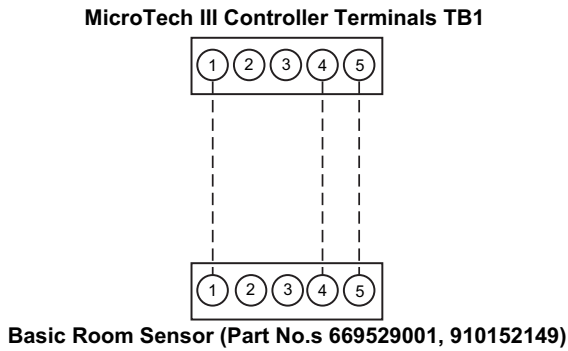 MicroTech III Controller Terminals TB1
1 2 3 4 5
1 2 3 4 5
Basic Room Sensor (Part No.s 669529001, 910152149)